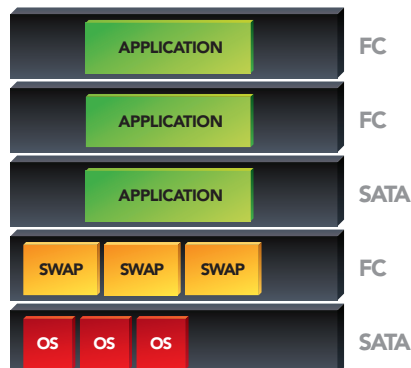 APPLICATION FC
APPLICATION FC
APPLICATION SATA
SWAP SWAP SWAP FC
OS OS OS SATA